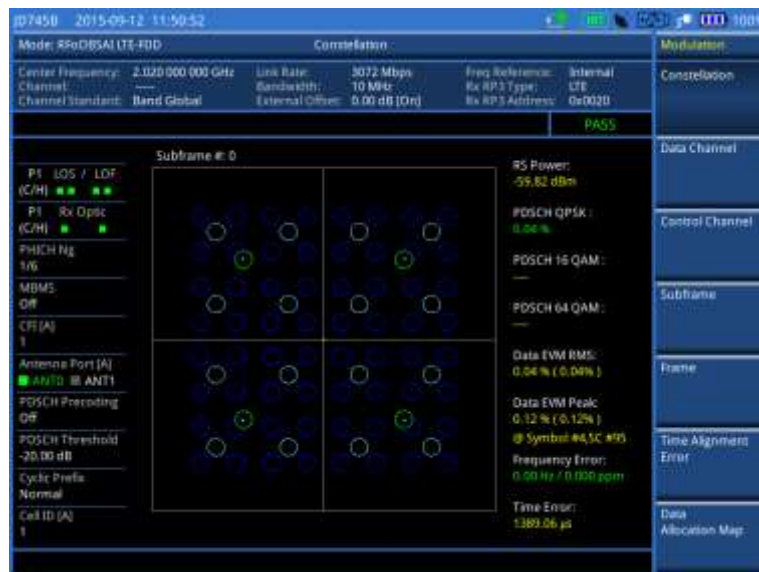 JD745B 2015-09-12 11:50:52
100%
Mode: RFoOBSAI LTE-FDD Constellation
Modulation
Center Frequency: 2.020 000 000 GHz Link Rate: 3072 Mbps Freq Reference: Internal
Channel: ---- Bandwidth: 10 MHz Rx RP3 Type: LTE
Channel Standard: Band Global External Offset: 0.00 dB [On] Rx RP3 Address: 0x0020
PASS
Constellation
Data Channel
Control Channel
Subframe
Frame
Time Alignment
Error
Data
Allocation Map
Subframe #: 0
P1 LOS / LOF
(C/H)
P1 Rx Optic
(C/H)
PHICH Ng
1/6
MBMS
Off
CFI [A]
1
Antenna Port [A]
ANT0 ANT1
PDSCH Precoding
Off
PDSCH Threshold
-20.00 dB
Cyclic Prefix
Normal
Cell ID [A]
1
RS Power:
-59.82 dBm
PDSCH QPSK :
0.04 %
PDSCH 16 QAM :
----
PDSCH 64 QAM :
----
Data EVM RMS:
0.04 % ( 0.04% )
Data EVM Peak:
0.12 % ( 0.12% )
@ Symbol #4,SC #95
Frequency Error:
0.00 Hz / 0.000 ppm
Time Error:
1389.06 µs